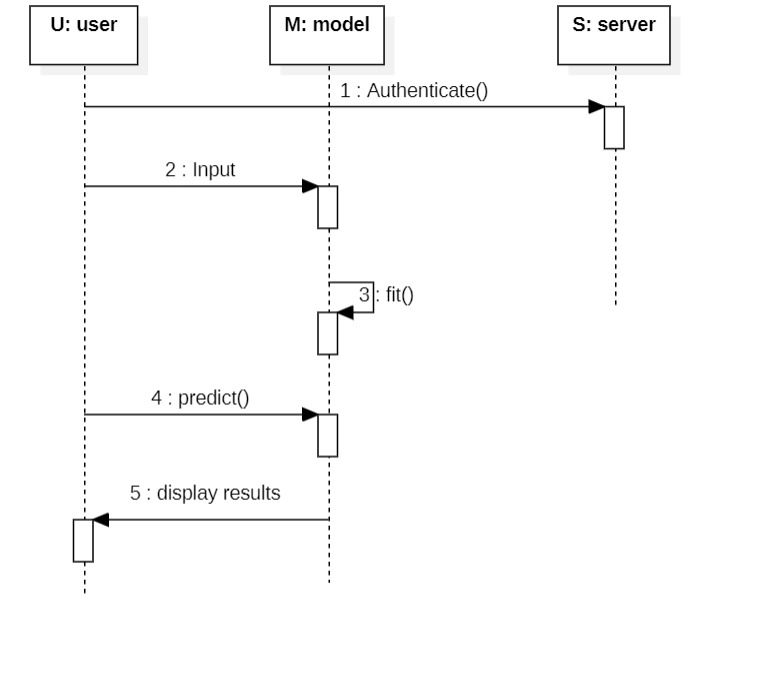 U: user
M: model
S: server
1 : Authenticate()
2 : Input
3 : fit()
4 : predict()
5 : display results